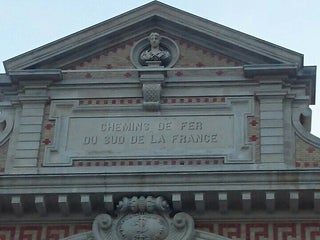 CHEMINS DE FER
DU SUD DE LA FRANCE